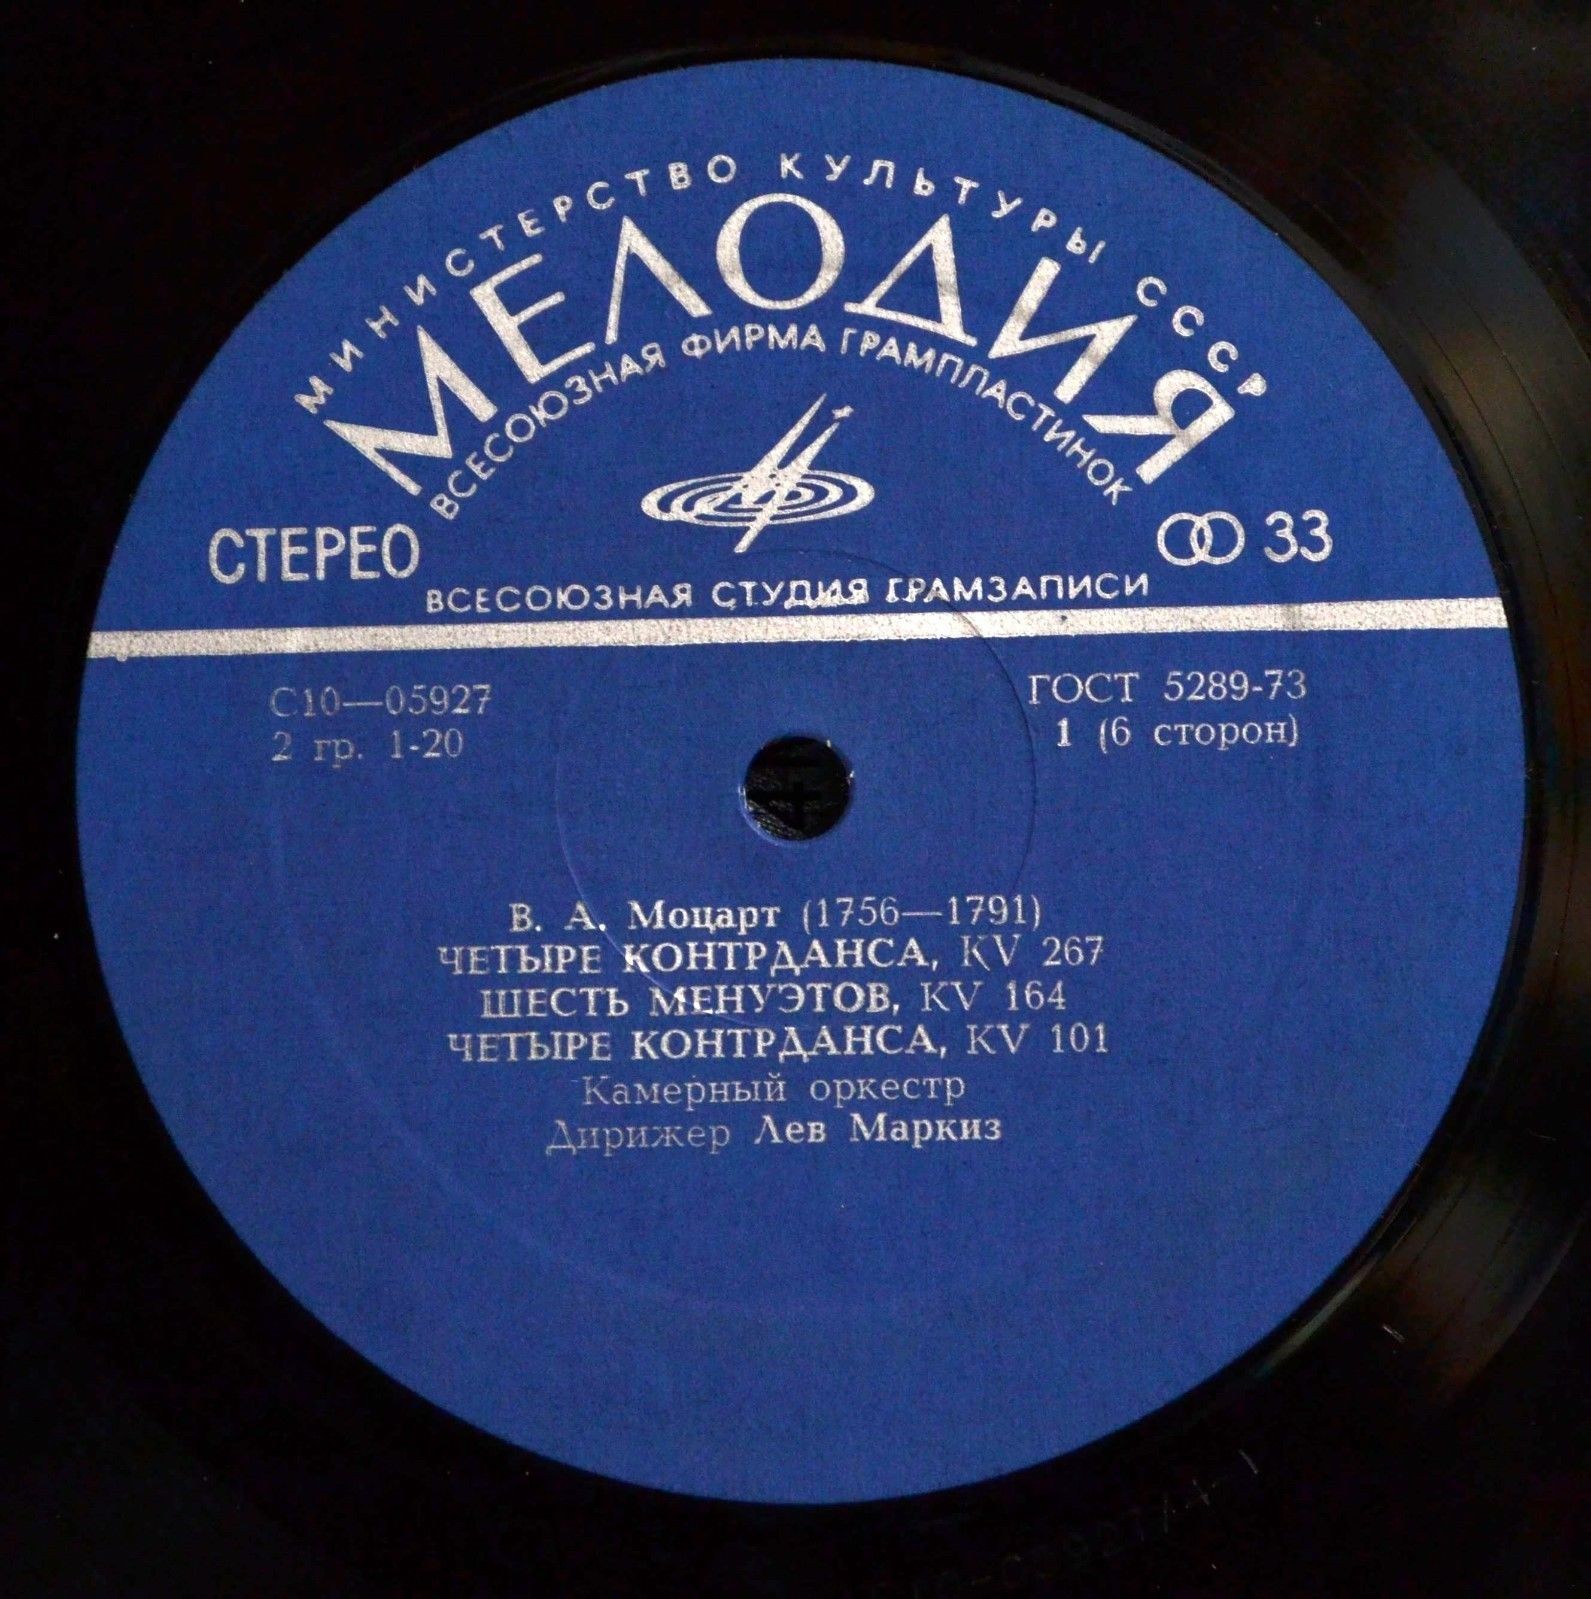 МИНИСТЕРСТВО КУЛЬТУРЫ СССР
МЕЛОДИЯ
ВСЕСОЮЗНАЯ ФИРМА ГРАМПЛАСТИНОК
СТЕРЕО
33
ВСЕСОЮЗНАЯ СТУДИЯ ГРАМЗАПИСИ
С10—05927
ГОСТ 5289-73
2 гр. 1-20
1 (6 сторон)
В. А. Моцарт (1756—1791)
ЧЕТЫРЕ КОНТРДАНСА, KV 267
ШЕСТЬ МЕНУЭТОВ, KV 164
ЧЕТЫРЕ КОНТРДАНСА, KV 101
Камерный оркестр
Дирижер Лев Маркиз